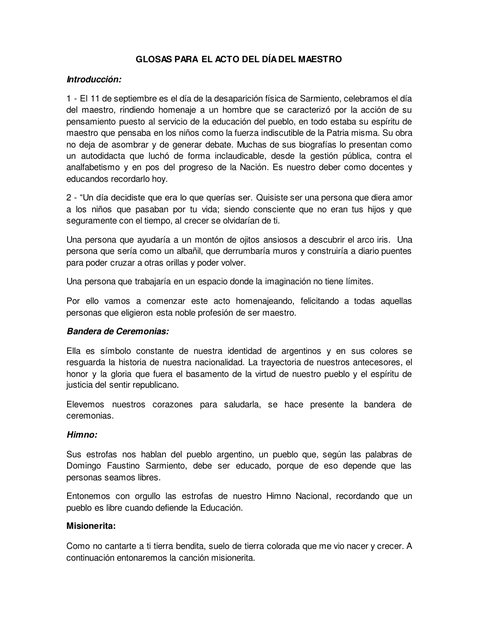 GLOSAS PARA EL ACTO DEL DÍA DEL MAESTRO
Introducción:
1 - El 11 de septiembre es el día de la desaparición física de Sarmiento, celebramos el día
del maestro, rindiendo homenaje a un hombre que se caracterizó por la acción de su
pensamiento puesto al servicio de la educación del pueblo, en todo estaba su espíritu de
maestro que pensaba en los niños como la fuerza indiscutible de la Patria misma. Su obra
no deja de asombrar y de generar debate. Muchas de sus biografías lo presentan como
un autodidacta que luchó de forma inclaudicable, desde la gestión pública, contra el
analfabetismo y en pos del progreso de la Nación. Es nuestro deber como docentes y
educandos recordarlo hoy.
2 - "Un día decidiste que era lo que querías ser. Quisiste ser una persona que diera amor
a los niños que pasaban por tu vida; siendo consciente que no eran tus hijos y que
seguramente con el tiempo, al crecer se olvidarían de ti.
Una persona que ayudaría a un montón de ojitos ansiosos a descubrir el arco iris. Una
persona que sería como un albañil, que derrumbaría muros y construiría a diario puentes
para poder cruzar a otras orillas y poder volver.
Una persona que trabajaría en un espacio donde la imaginación no tiene límites.
Por ello vamos a comenzar este acto homenajeando, felicitando a todas aquellas
personas que eligieron esta noble profesión de ser maestro.
Bandera de Ceremonias:
Ella es símbolo constante de nuestra identidad de argentinos y en sus colores se
resguarda la historia de nuestra nacionalidad. La trayectoria de nuestros antecesores, el
honor y la gloria que fuera el basamento de la virtud de nuestro pueblo y el espíritu de
justicia del sentir republicano.
Elevemos nuestros corazones para saludarla, se hace presente la bandera de
ceremonias.
Himno:
Sus estrofas nos hablan del pueblo argentino, un pueblo que, según las palabras de
Domingo Faustino Sarmiento, debe ser educado, porque de eso depende que las
personas seamos libres.
Entonemos con orgullo las estrofas de nuestro Himno Nacional, recordando que un
pueblo es libre cuando defiende la Educación.
Misionerita:
Como no cantarte a ti tierra bendita, suelo de tierra colorada que me vio nacer y crecer. A
continuación entonaremos la canción misionerita.